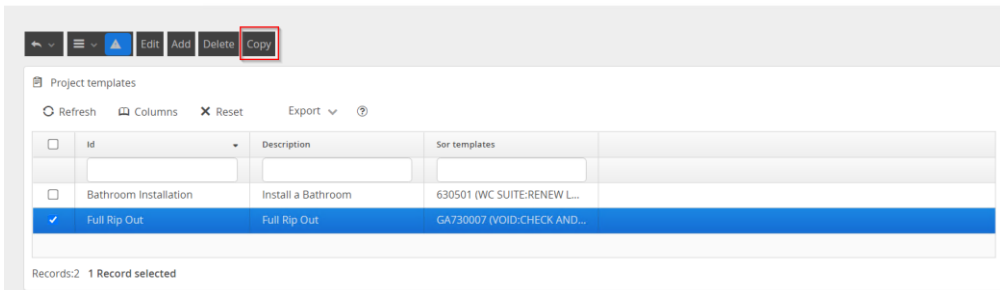 Edit Add Delete Copy
Project templates
Refresh Columns Reset Export
Id Description Sor templates
Bathroom Installation Install a Bathroom 630501 (WC SUITE:RENEW L...
Full Rip Out Full Rip Out GA730007 (VOID:CHECK AND...
Records:2 1 Record selected